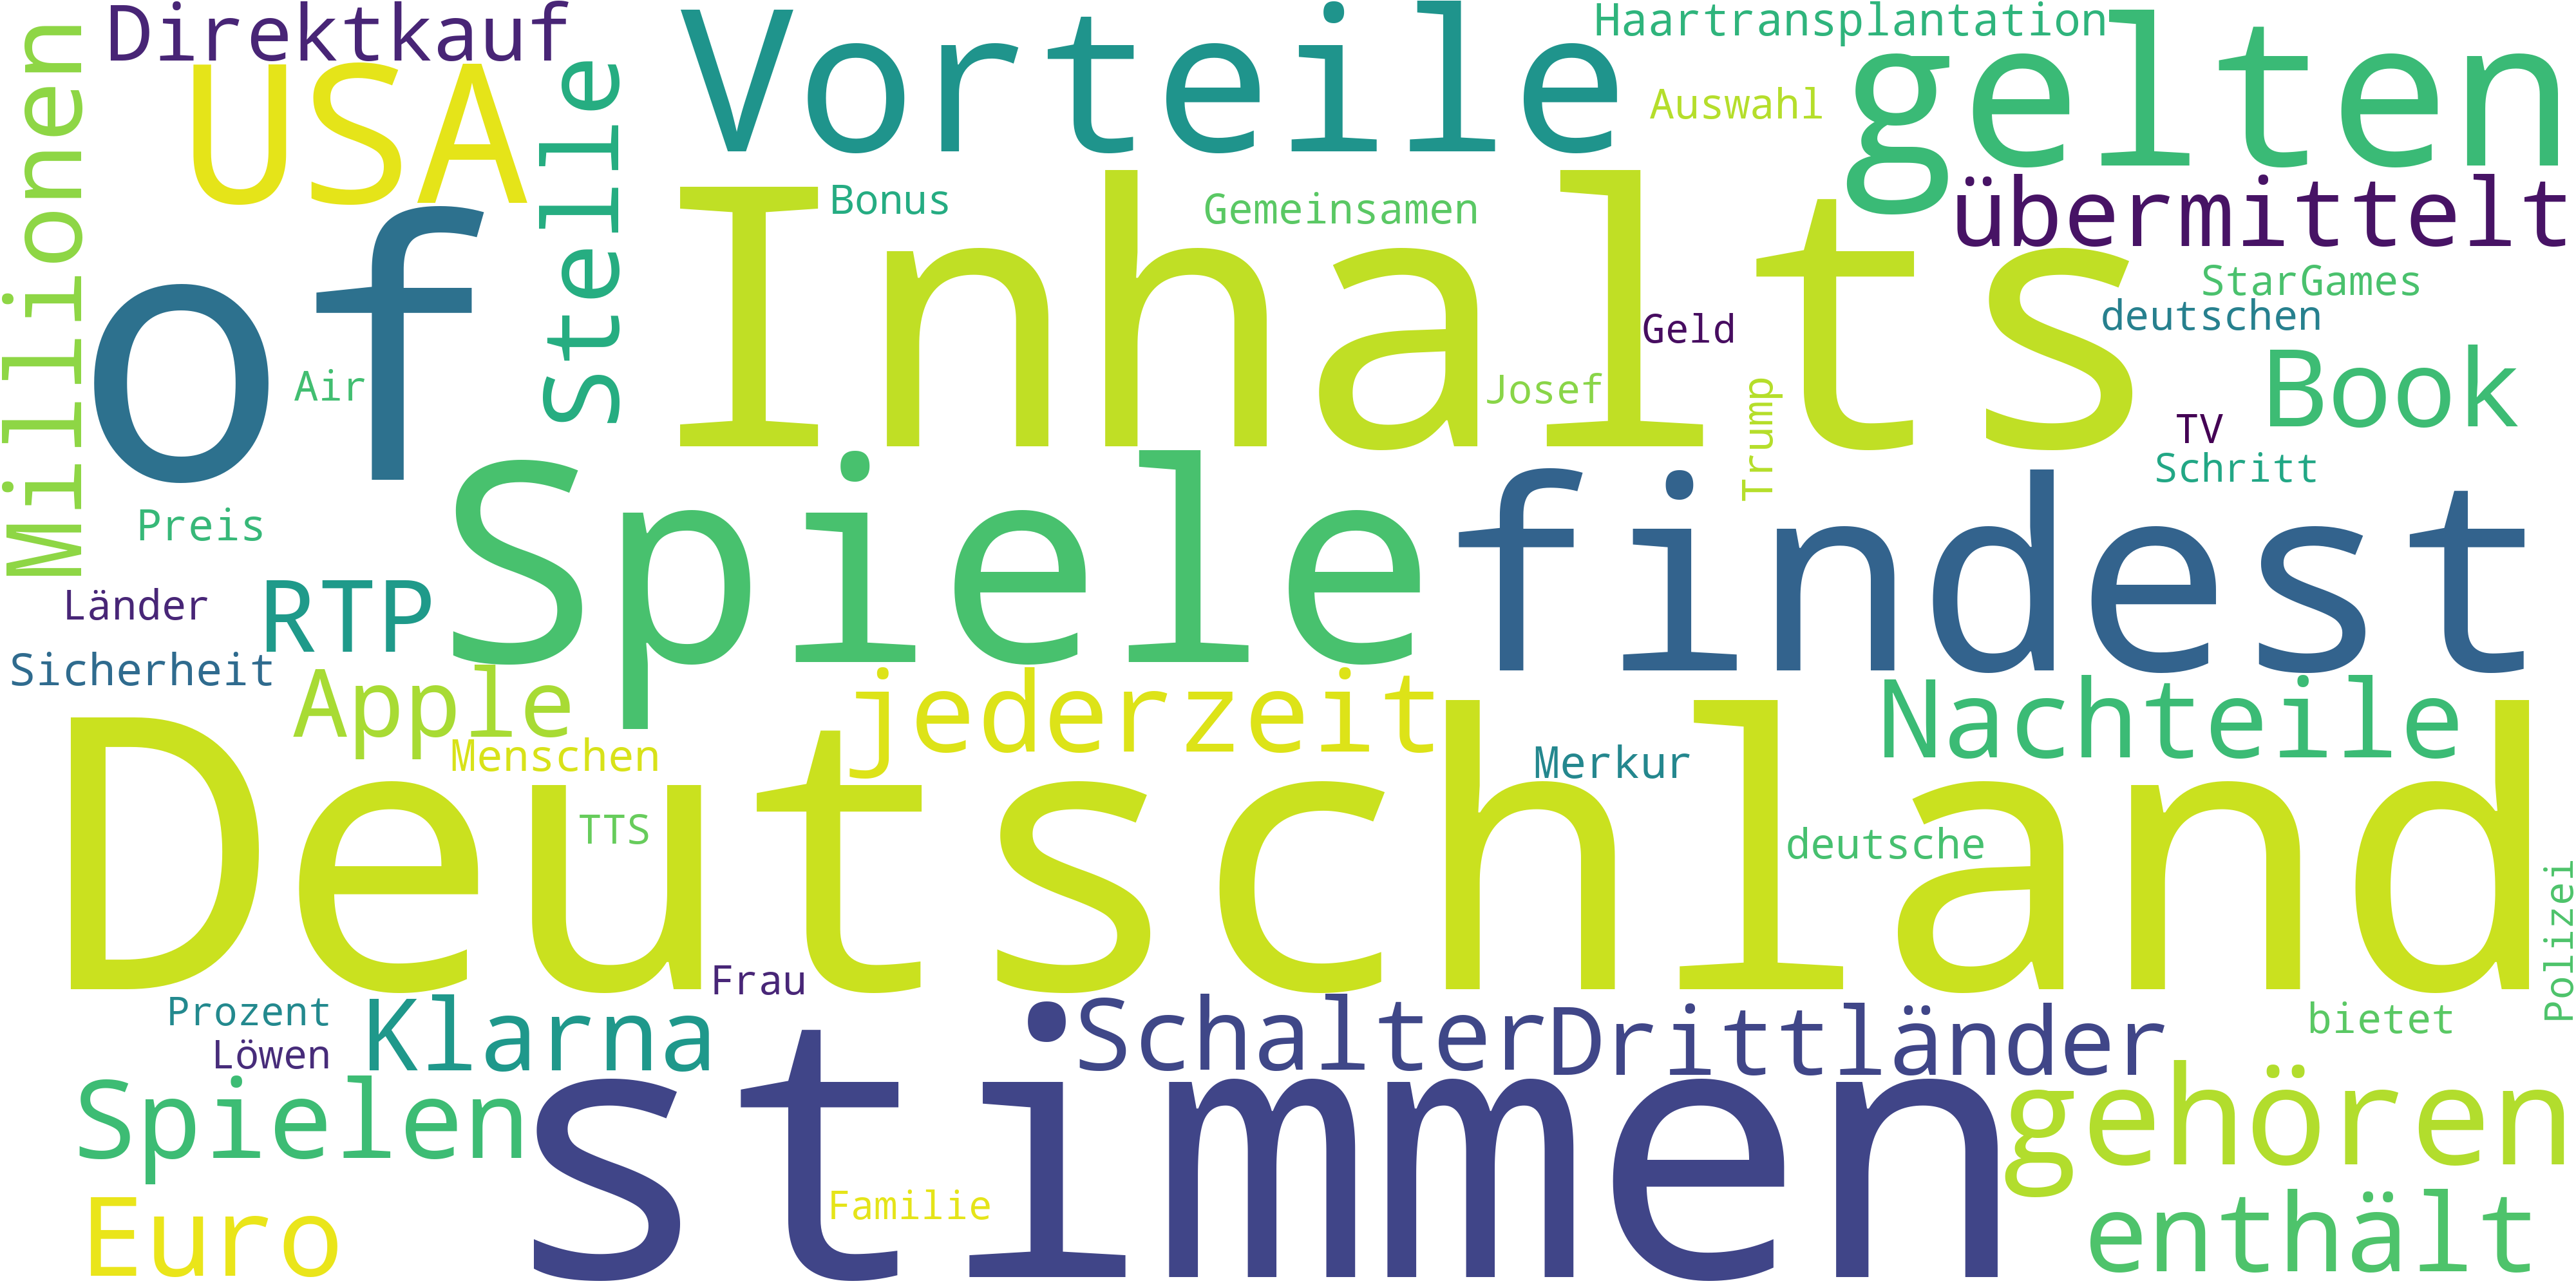 Direktkauf
Vorteile
Haartransplantation
gelten
Millionen
USA
Stelle
Auswahl
Bonus
Gemeinsamen
übermittelt
of
Inhalts
StarGames
deutschen
Geld
Air
Josef
Trump
Book
TV
Schritt
Preis
Spiele
findest
Länder
RTP
Sicherheit
Apple
jederzeit
Nachteile
Menschen
Merkur
Deutschland
TTS
deutsche
Polizei
Frau
Prozent
Klarna
Schalter
Drittländer
bietet
Löwen
Spielen
stimmen
gehören
Euro
Familie
enthält